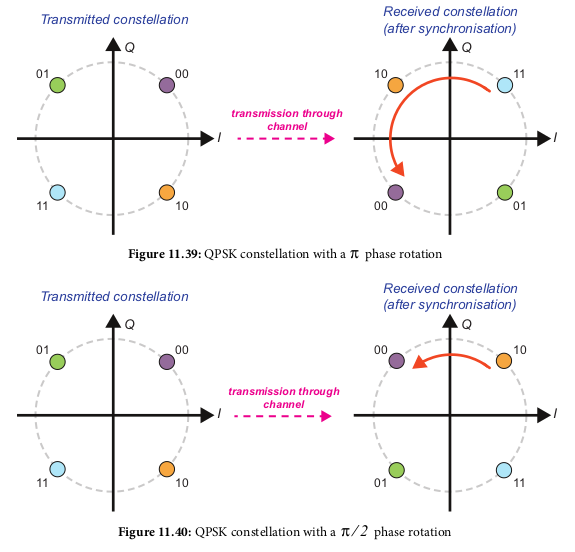 Transmitted constellation
Received constellation
(after synchronisation)
Q
01
00
I
11
10
transmission through
channel
Q
10
11
I
00
01
Figure 11.39: QPSK constellation with a π phase rotation
Transmitted constellation
Received constellation
(after synchronisation)
Q
01
00
I
11
10
transmission through
channel
Q
00
10
I
01
11
Figure 11.40: QPSK constellation with a π/2 phase rotation